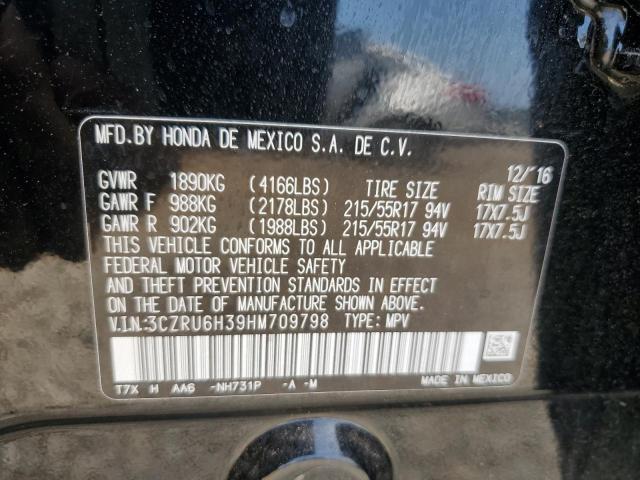 MFD.BY HONDA DE MEXICO S.A. DE C.V.
12/'16
GVWR 1890KG (4166LBS) TIRE SIZE RIM SIZE
GAWR F 988KG (2178LBS) 215/55R17 94V 17X7.5J
GAWR R 902KG (1988LBS) 215/55R17 94V 17X7.5J
THIS VEHICLE CONFORMS TO ALL APPLICABLE
FEDERAL MOTOR VEHICLE SAFETY
AND THEFT PREVENTION STANDARDS IN EFFECT
ON THE DATE OF MANUFACTURE SHOWN ABOVE.
V.I.N.:3CZRU6H39HM709798 TYPE: MPV
T7X H AA6 -NH731P -A -M MADE IN MEXICO